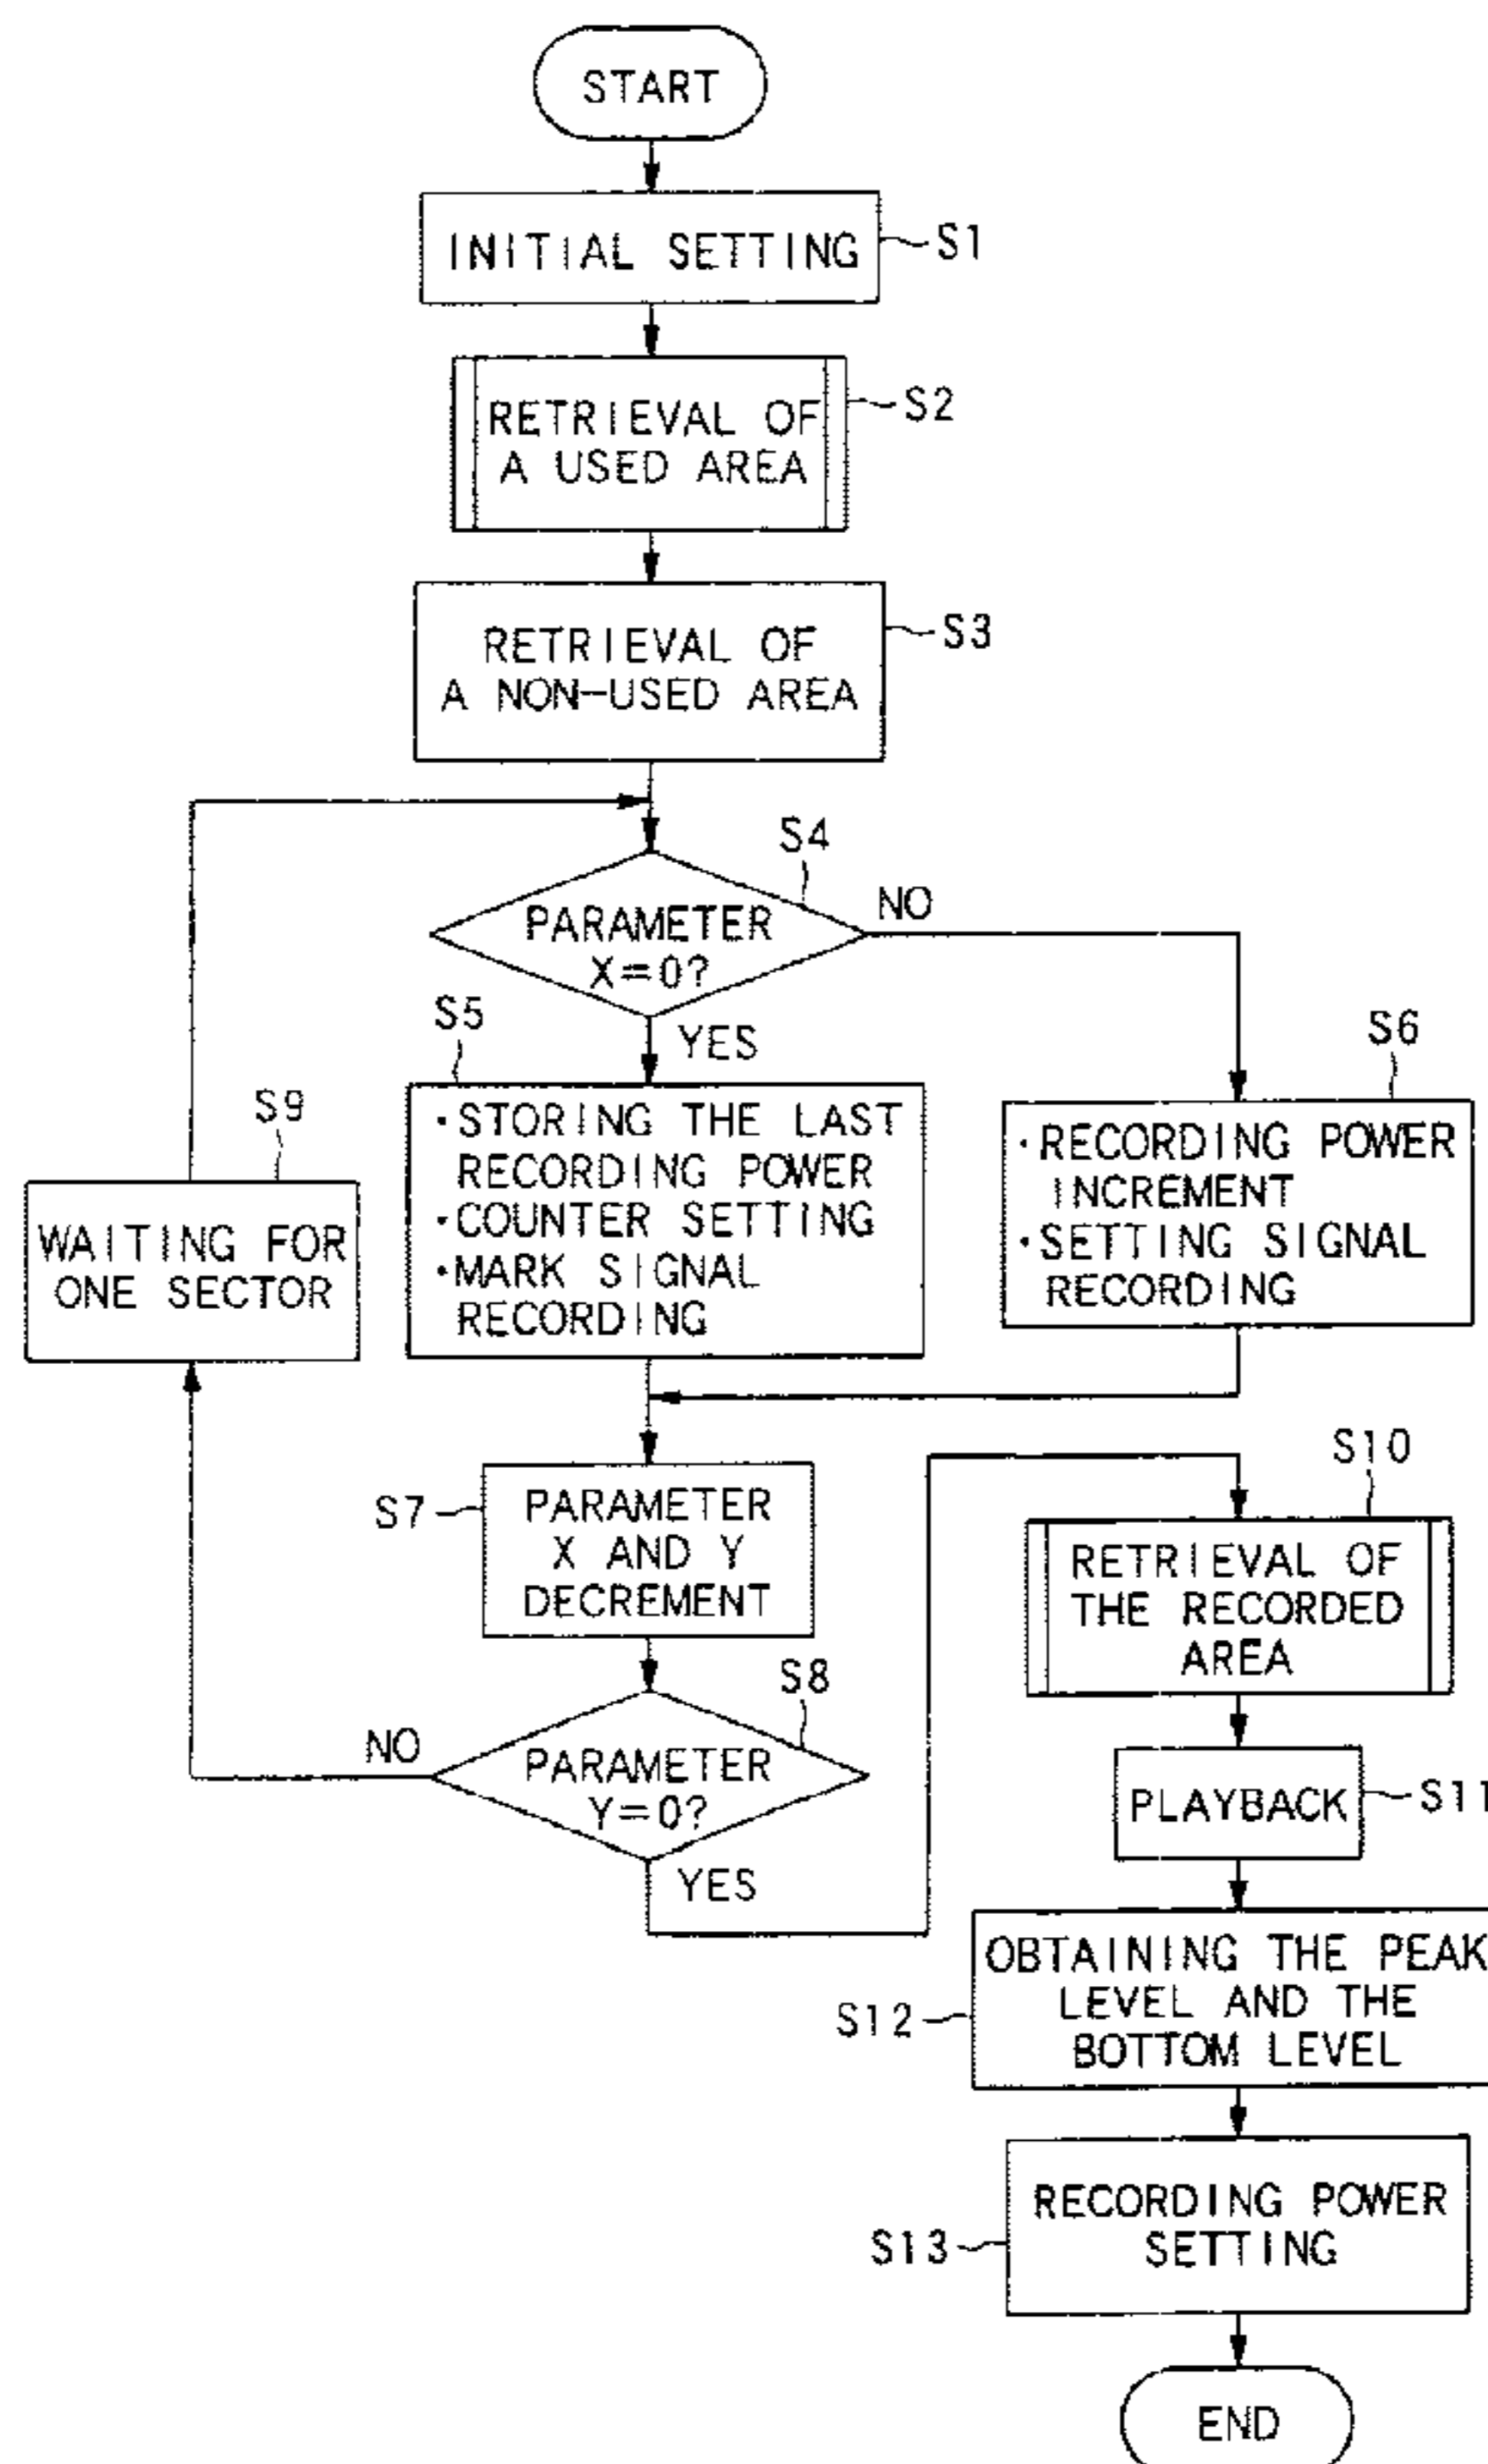 START
INITIAL SETTING
S1
RETRIEVAL OF
A USED AREA
S2
RETRIEVAL OF
A NON-USED AREA
S3
S4
PARAMETER
X=0?
NO
YES
S5
·STORING THE LAST
RECORDING POWER
·COUNTER SETTING
·MARK SIGNAL
RECORDING
S6
·RECORDING POWER
INCREMENT
·SETTING SIGNAL
RECORDING
S9
WAITING FOR
ONE SECTOR
S7
PARAMETER
X AND Y
DECREMENT
S8
PARAMETER
Y=0?
NO
YES
S10
RETRIEVAL OF
THE RECORDED
AREA
PLAYBACK
S11
S12
OBTAINING THE PEAK
LEVEL AND THE
BOTTOM LEVEL
S13
RECORDING POWER
SETTING
END